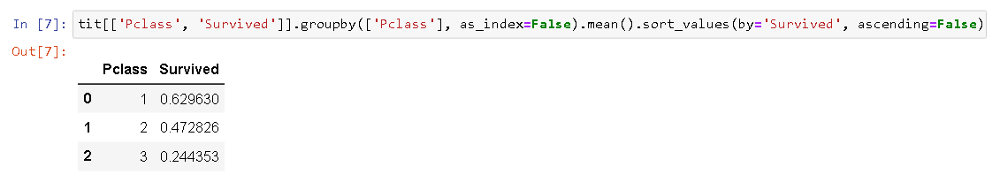 In [7]: tit[['Pclass', 'Survived']].groupby(['Pclass'], as_index=False).mean().sort_values(by='Survived', ascending=False)
Out[7]:
Pclass Survived
0 1 0.629630
1 2 0.472826
2 3 0.244353